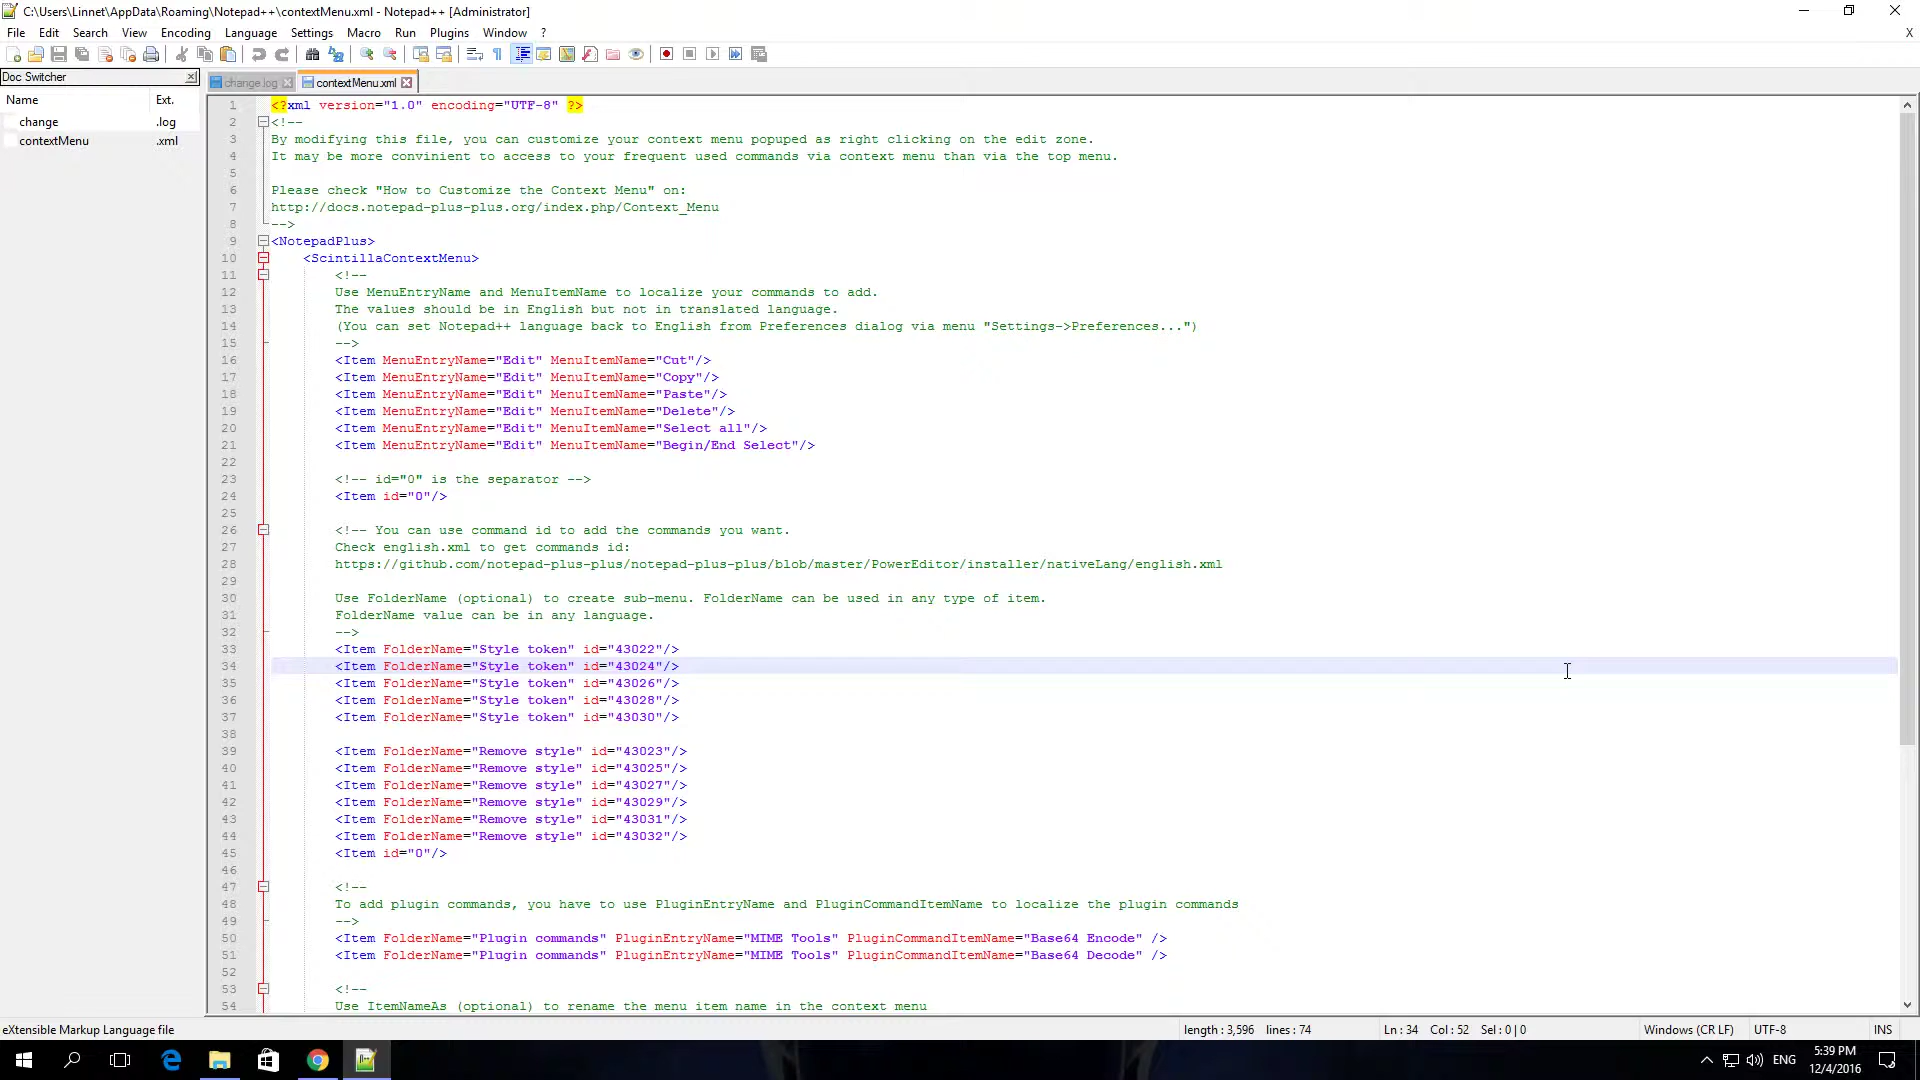 C:\Users\Linnet\AppData\Roaming\Notepad++\contextMenu.xml - Notepad++ [Administrator]
File Edit Search View Encoding Language Settings Macro Run Plugins Window ? X
Doc Switcher
Name Ext.
change .log
contextMenu .xml
change.log contextMenu.xml
1 <?xml version="1.0" encoding="UTF-8" ?>
2 <!--
3 By modifying this file, you can customize your context menu popuped as right clicking on the edit zone.
4 It may be more convinient to access to your frequent used commands via context menu than via the top menu.
5
6 Please check "How to Customize the Context Menu" on:
7 http://docs.notepad-plus-plus.org/index.php/Context_Menu
8 -->
9 <NotepadPlus>
10 <ScintillaContextMenu>
11 <!--
12 Use MenuEntryName and MenuItemName to localize your commands to add.
13 The values should be in English but not in translated language.
14 (You can set Notepad++ language back to English from Preferences dialog via menu "Settings->Preferences...")
15 -->
16 <Item MenuEntryName="Edit" MenuItemName="Cut"/>
17 <Item MenuEntryName="Edit" MenuItemName="Copy"/>
18 <Item MenuEntryName="Edit" MenuItemName="Paste"/>
19 <Item MenuEntryName="Edit" MenuItemName="Delete"/>
20 <Item MenuEntryName="Edit" MenuItemName="Select all"/>
21 <Item MenuEntryName="Edit" MenuItemName="Begin/End Select"/>
22
23 <!-- id="0" is the separator -->
24 <Item id="0"/>
25
26 <!-- You can use command id to add the commands you want.
27 Check english.xml to get commands id:
28 https://github.com/notepad-plus-plus/notepad-plus-plus/blob/master/PowerEditor/installer/nativeLang/english.xml
29
30 Use FolderName (optional) to create sub-menu. FolderName can be used in any type of item.
31 FolderName value can be in any language.
32 -->
33 <Item FolderName="Style token" id="43022"/>
34 <Item FolderName="Style token" id="43024"/>
35 <Item FolderName="Style token" id="43026"/>
36 <Item FolderName="Style token" id="43028"/>
37 <Item FolderName="Style token" id="43030"/>
38
39 <Item FolderName="Remove style" id="43023"/>
40 <Item FolderName="Remove style" id="43025"/>
41 <Item FolderName="Remove style" id="43027"/>
42 <Item FolderName="Remove style" id="43029"/>
43 <Item FolderName="Remove style" id="43031"/>
44 <Item FolderName="Remove style" id="43032"/>
45 <Item id="0"/>
46
47 <!--
48 To add plugin commands, you have to use PluginEntryName and PluginCommandItemName to localize the plugin commands
49 -->
50 <Item FolderName="Plugin commands" PluginEntryName="MIME Tools" PluginCommandItemName="Base64 Encode" />
51 <Item FolderName="Plugin commands" PluginEntryName="MIME Tools" PluginCommandItemName="Base64 Decode" />
52
53 <!--
54 Use ItemNameAs (optional) to rename the menu item name in the context menu
eXtensible Markup Language file length : 3,596 lines : 74 Ln : 34 Col : 52 Sel : 0 | 0 Windows (CR LF) UTF-8 INS
ENG 5:39 PM
12/4/2016